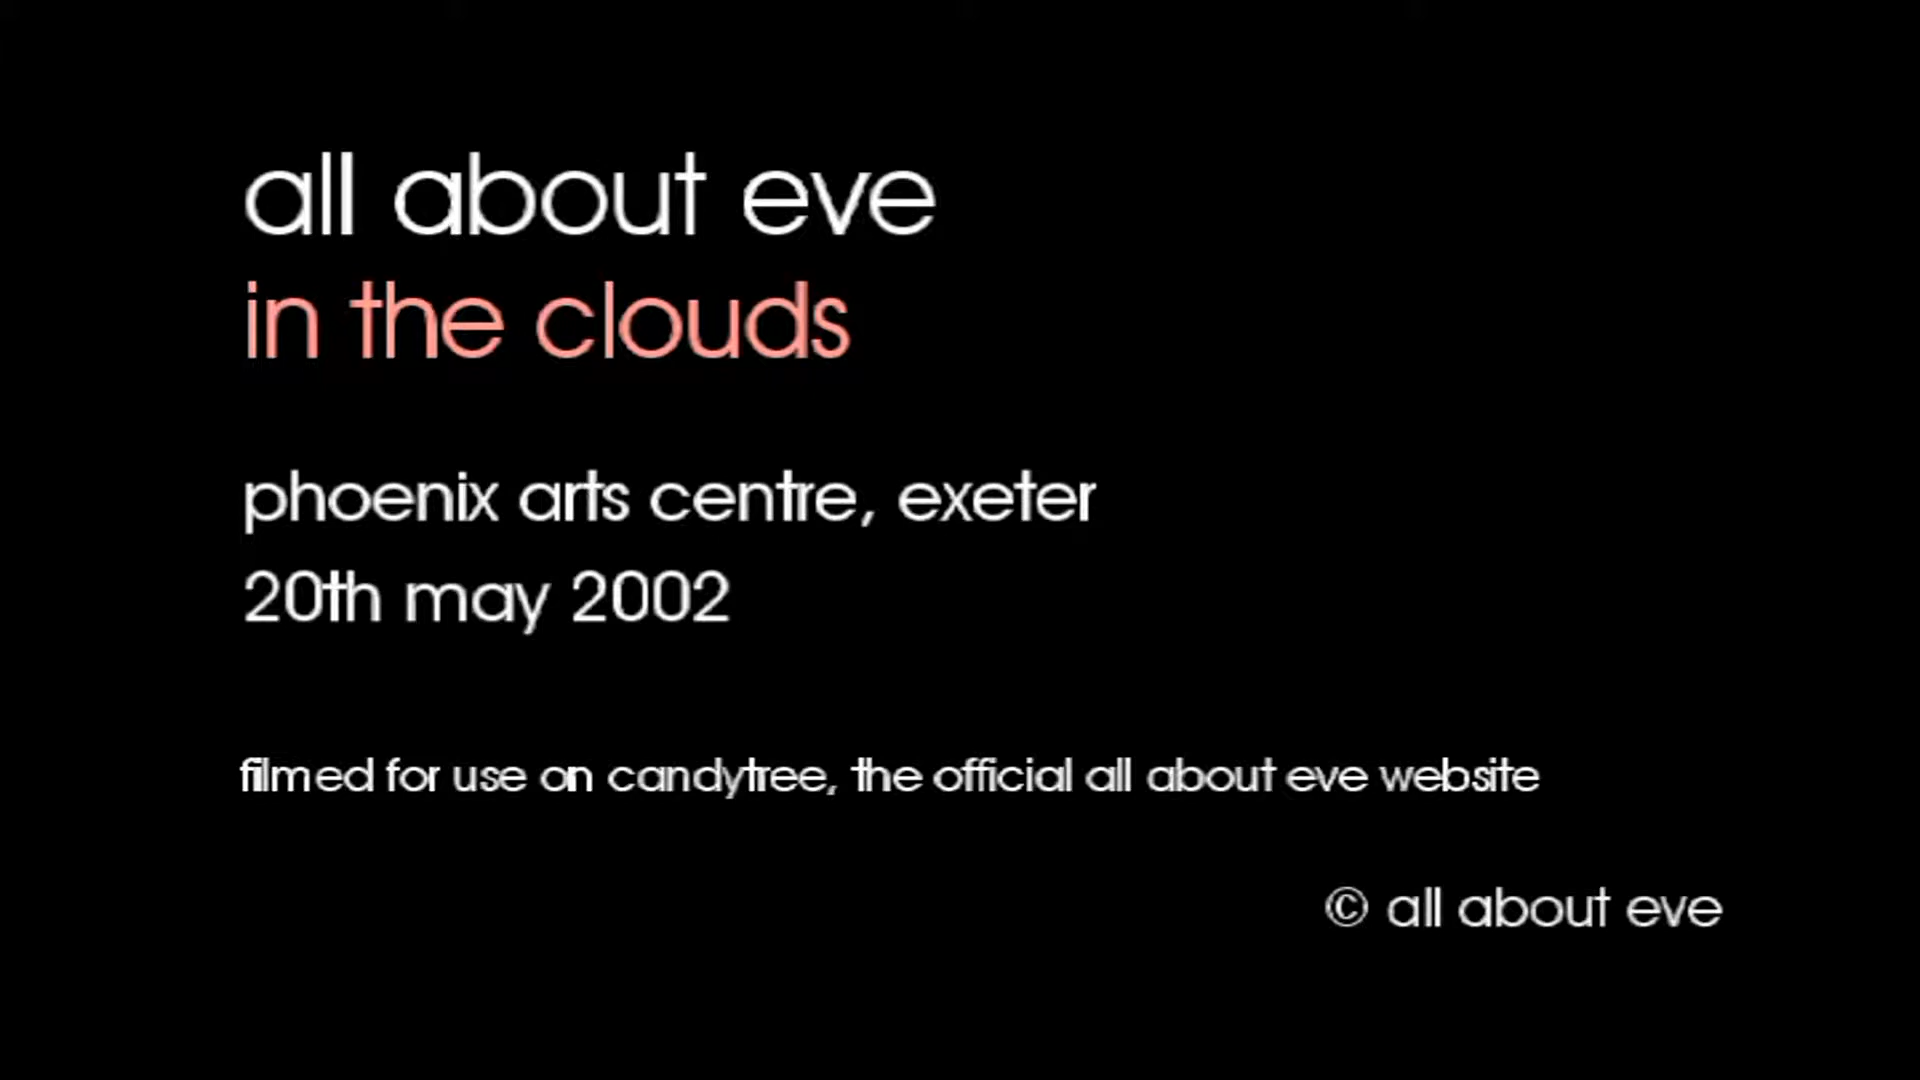 all about eve
in the clouds
phoenix arts centre, exeter
20th may 2002
filmed for use on candytree, the official all about eve website
© all about eve